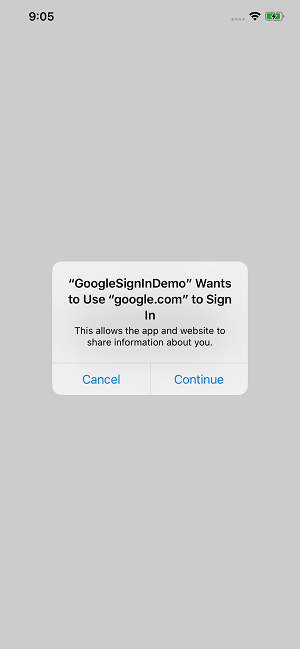 9:05
“GoogleSignInDemo” Wants
to Use “google.com” to Sign
In
This allows the app and website to
share information about you.
Cancel Continue